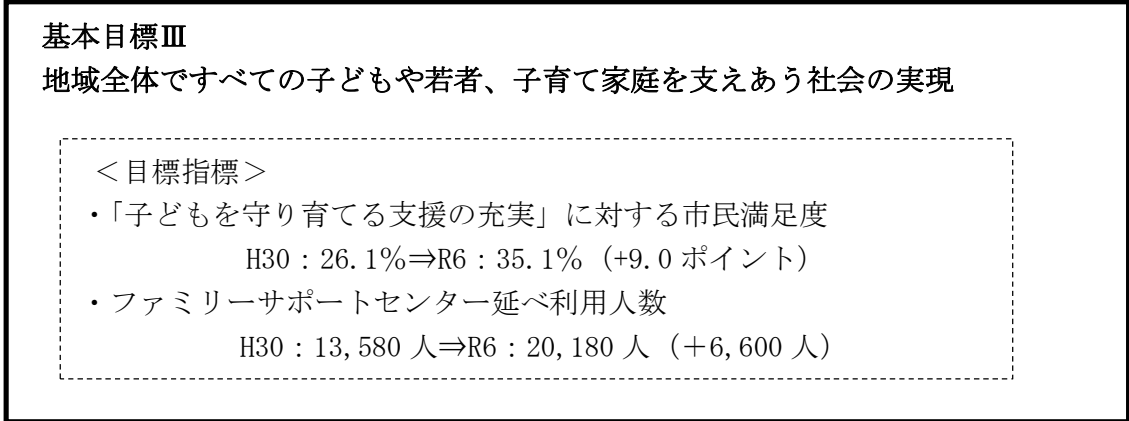 基本目標Ⅲ
地域全体ですべての子どもや若者、子育て家庭を支えあう社会の実現
＜目標指標＞
・「子どもを守り育てる支援の充実」に対する市民満足度
H30：26.1％⇒R6：35.1％（+9.0 ポイント）
・ファミリーサポートセンター延べ利用人数
H30：13,580 人⇒R6：20,180 人（＋6,600 人）